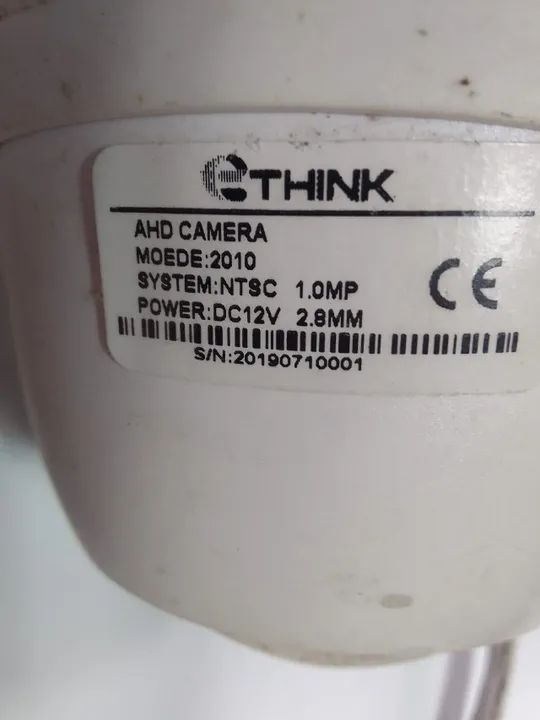 eTHINK
AHD CAMERA
MOEDE:2010
SYSTEM:NTSC 1.0MP
POWER:DC12V 2.8MM
CE
S/N:20190710001